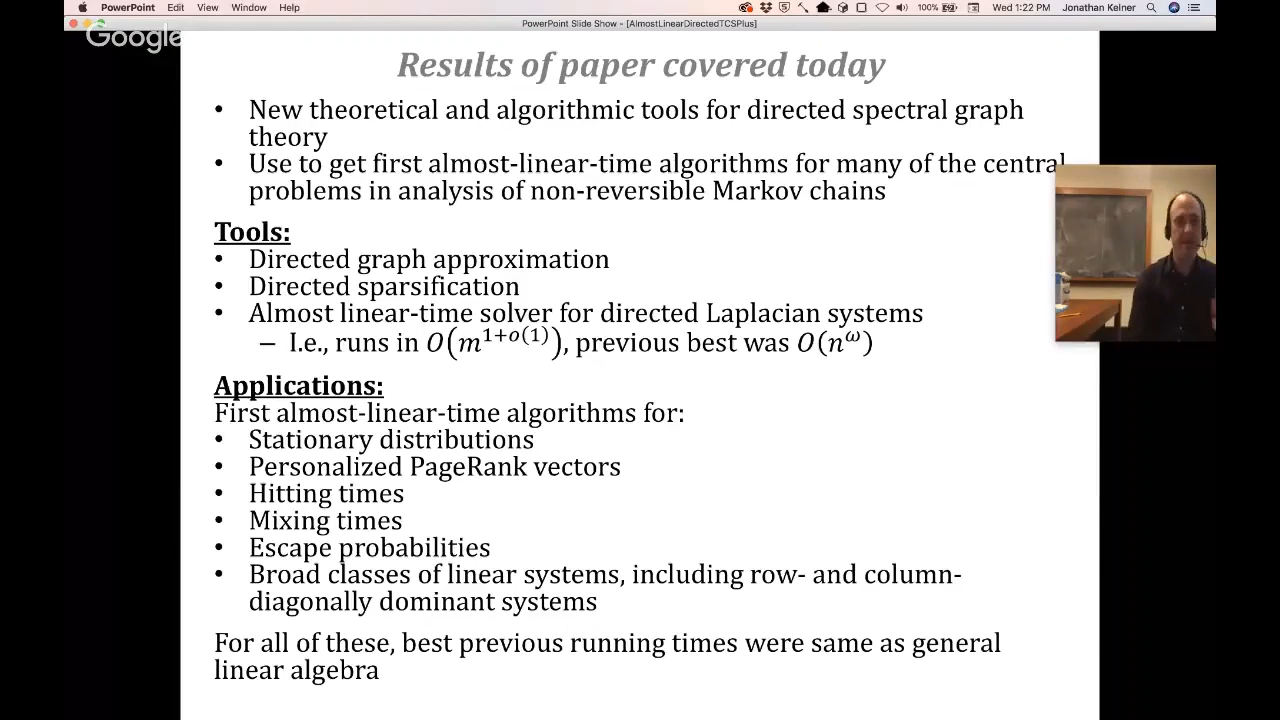 PowerPoint Edit View Window Help 100% Wed 1:22 PM Jonathan Kelner
PowerPoint Slide Show - [AlmostLinearDirectedTCSPlus]
Google
Results of paper covered today
• New theoretical and algorithmic tools for directed spectral graph
theory
• Use to get first almost-linear-time algorithms for many of the central
problems in analysis of non-reversible Markov chains
Tools:
• Directed graph approximation
• Directed sparsification
• Almost linear-time solver for directed Laplacian systems
– I.e., runs in O(m^{1+o(1)}), previous best was O(n^ω)
Applications:
First almost-linear-time algorithms for:
• Stationary distributions
• Personalized PageRank vectors
• Hitting times
• Mixing times
• Escape probabilities
• Broad classes of linear systems, including row- and column-
diagonally dominant systems
For all of these, best previous running times were same as general
linear algebra